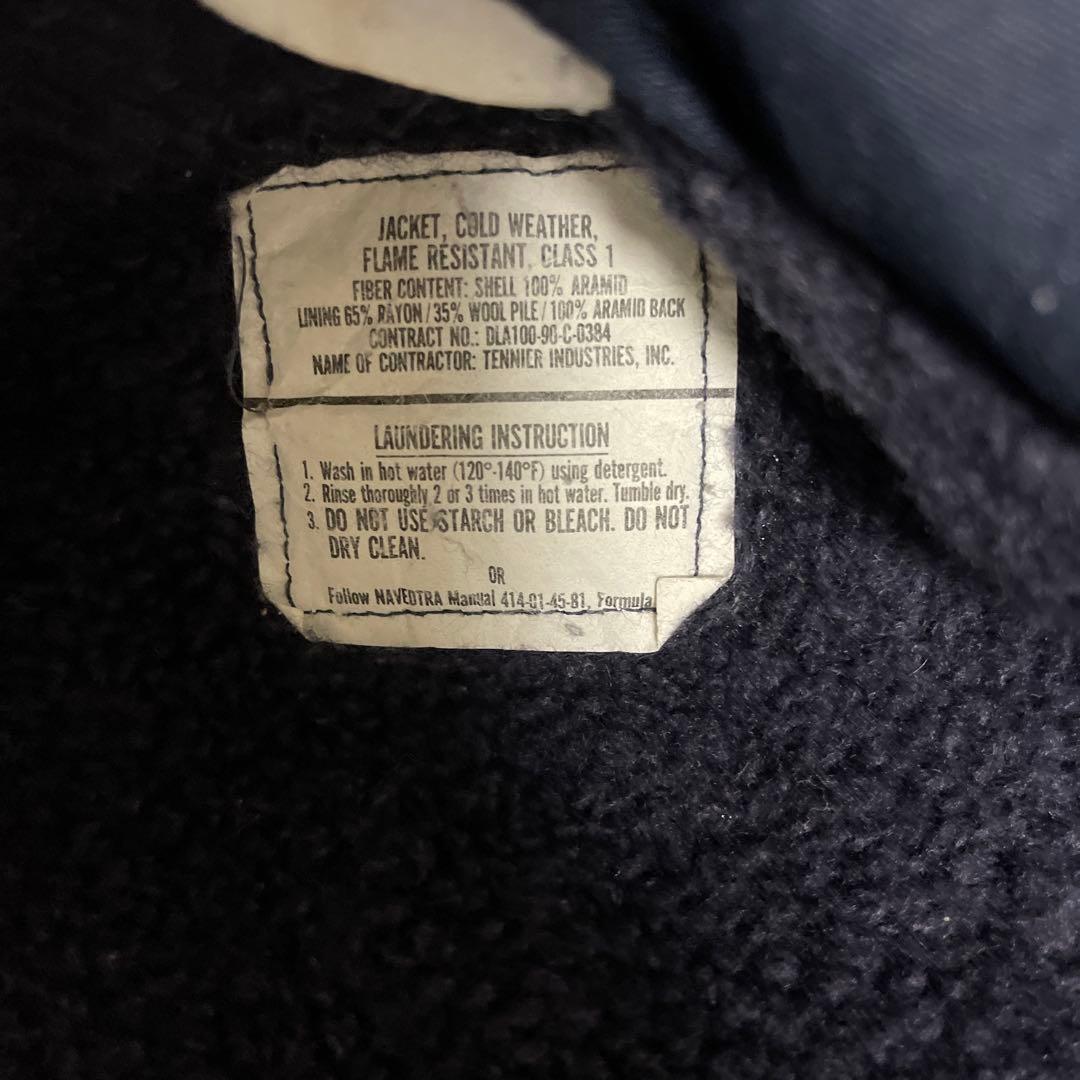 JACKET, COLD WEATHER,
FLAME RESISTANT, CLASS 1
FIBER CONTENT: SHELL 100% ARAMID
LINING 65% RAYON / 35% WOOL PILE / 100% ARAMID BACK
CONTRACT NO.: DLA100-90-C-0384
NAME OF CONTRACTOR: TENNIER INDUSTRIES, INC.
LAUNDERING INSTRUCTION
1. Wash in hot water (120°-140°F) using detergent.
2. Rinse thoroughly 2 or 3 times in hot water. Tumble dry.
3. DO NOT USE STARCH OR BLEACH. DO NOT
DRY CLEAN.
OR
Follow NAVEDTRA Manual 414-01-45-81, Formula